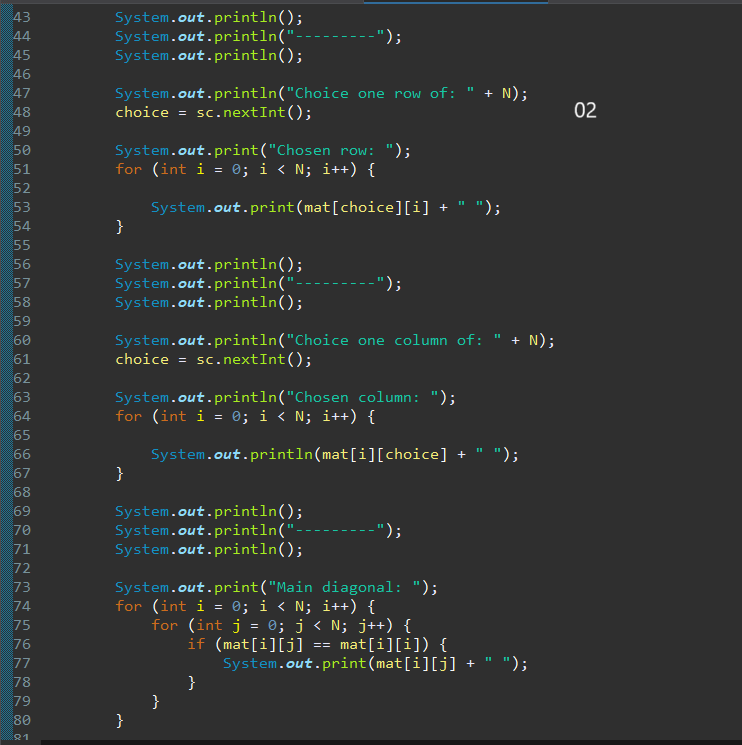 43 System.out.println();
44 System.out.println("---------");
45 System.out.println();
46
47 System.out.println("Choice one row of: " + N);
48 choice = sc.nextInt(); 02
49
50 System.out.print("Chosen row: ");
51 for (int i = 0; i < N; i++) {
52
53 System.out.print(mat[choice][i] + " ");
54 }
55
56 System.out.println();
57 System.out.println("---------");
58 System.out.println();
59
60 System.out.println("Choice one column of: " + N);
61 choice = sc.nextInt();
62
63 System.out.println("Chosen column: ");
64 for (int i = 0; i < N; i++) {
65
66 System.out.println(mat[i][choice] + " ");
67 }
68
69 System.out.println();
70 System.out.println("---------");
71 System.out.println();
72
73 System.out.print("Main diagonal: ");
74 for (int i = 0; i < N; i++) {
75 for (int j = 0; j < N; j++) {
76 if (mat[i][j] == mat[i][i]) {
77 System.out.print(mat[i][j] + " ");
78 }
79 }
80 }
81